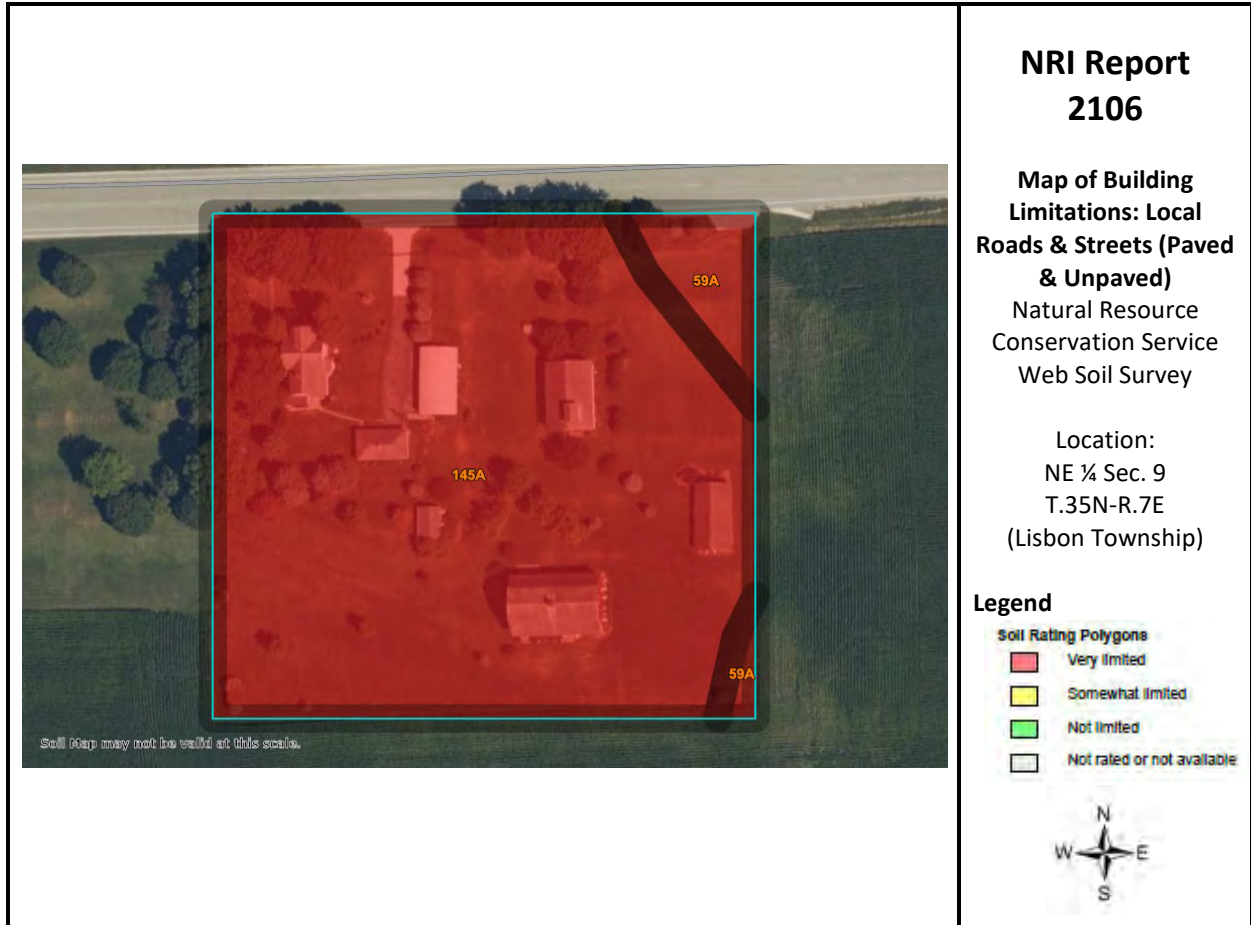 59A
145A
59A
Soil Map may not be valid at this scale.
NRI Report
2106
Map of Building
Limitations: Local
Roads & Streets (Paved
& Unpaved)
Natural Resource
Conservation Service
Web Soil Survey
Location:
NE ¼ Sec. 9
T.35N-R.7E
(Lisbon Township)
Legend
Soil Rating Polygons
Very limited
Somewhat limited
Not limited
Not rated or not available
N
W E
S